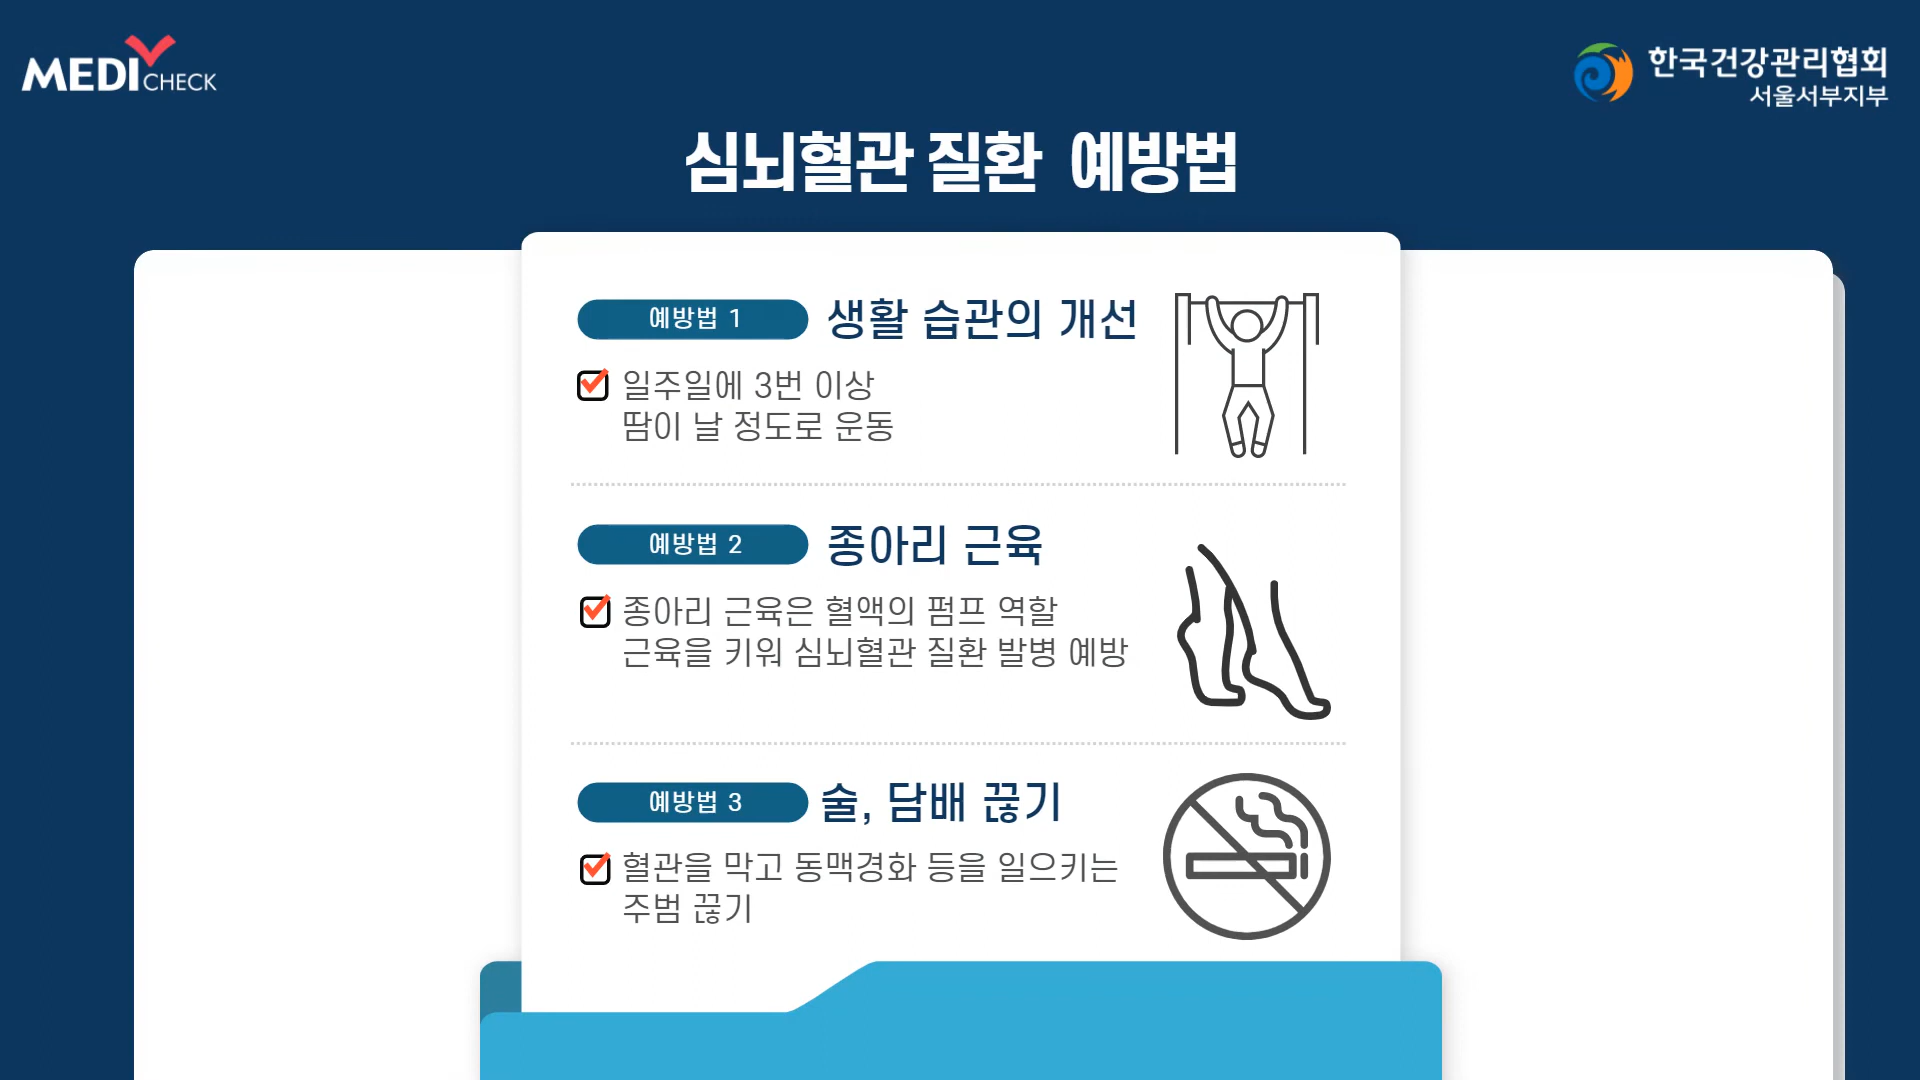 MEDI CHECK
한국건강관리협회
서울서부지부
심뇌혈관 질환 예방법
예방법 1 생활 습관의 개선
일주일에 3번 이상
땀이 날 정도로 운동
예방법 2 종아리 근육
종아리 근육은 혈액의 펌프 역할
근육을 키워 심뇌혈관 질환 발병 예방
예방법 3 술, 담배 끊기
혈관을 막고 동맥경화 등을 일으키는
주범 끊기